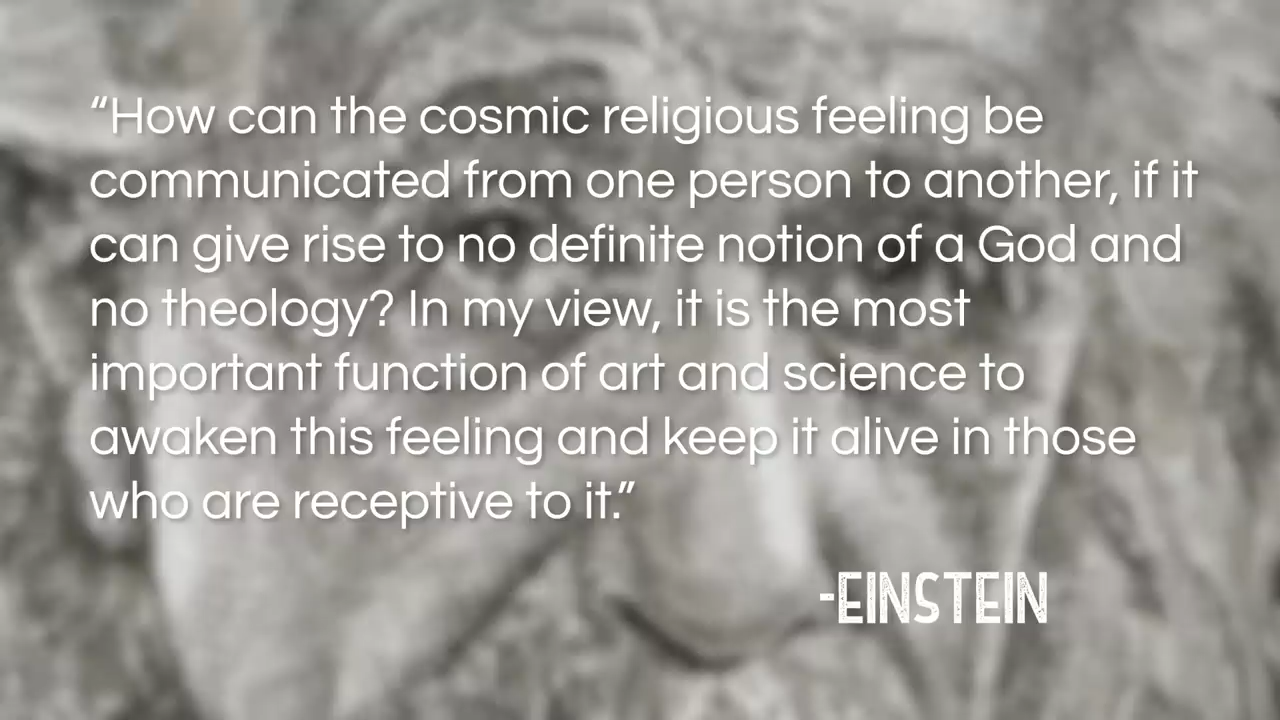 “How can the cosmic religious feeling be
communicated from one person to another, if it
can give rise to no definite notion of a God and
no theology? In my view, it is the most
important function of art and science to
awaken this feeling and keep it alive in those
who are receptive to it.”
-EINSTEIN